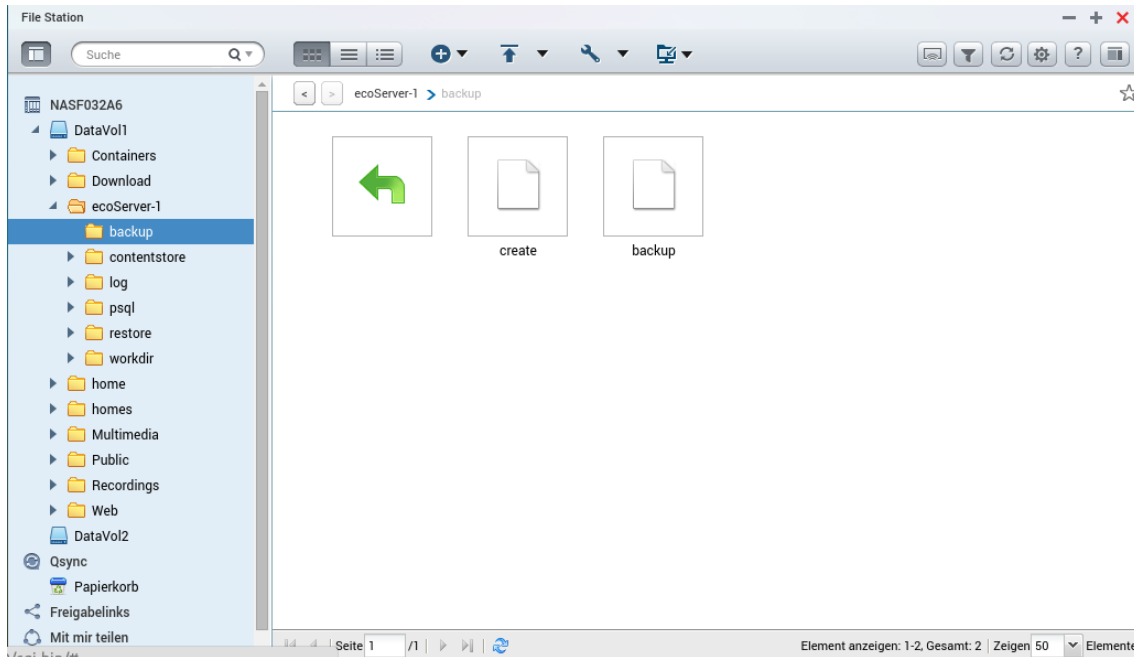 File Station
Suche
ecoServer-1 backup
NASF032A6
DataVol1
Containers
Download
ecoServer-1
backup
contentstore
log
psql
restore
workdir
home
homes
Multimedia
Public
Recordings
Web
DataVol2
Qsync
Papierkorb
Freigabelinks
Mit mir teilen
create
backup
Seite 1 /1
Element anzeigen: 1-2, Gesamt: 2 Zeigen 50 Elemente